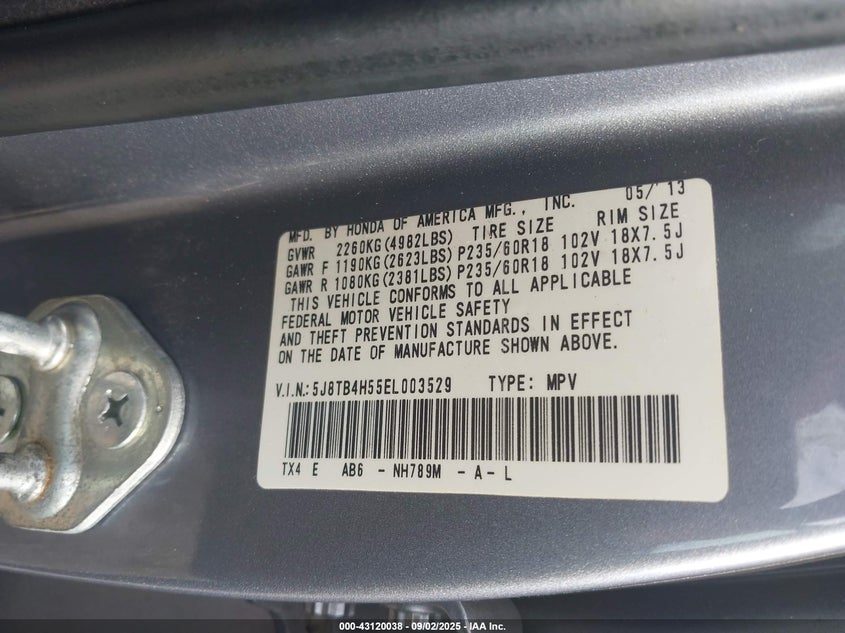 MFD. BY HONDA OF AMERICA MFG., INC. 05/'13
GVWR 2260KG(4982LBS) TIRE SIZE RIM SIZE
GAWR F 1190KG(2623LBS) P235/60R18 102V 18X7.5J
GAWR R 1080KG(2381LBS) P235/60R18 102V 18X7.5J
THIS VEHICLE CONFORMS TO ALL APPLICABLE
FEDERAL MOTOR VEHICLE SAFETY
AND THEFT PREVENTION STANDARDS IN EFFECT
ON THE DATE OF MANUFACTURE SHOWN ABOVE.
V.I.N.:5J8TB4H55EL003529 TYPE: MPV
TX4 E AB6 - NH789M - A - L
000-43120038 - 09/02/2025 - IAA Inc.